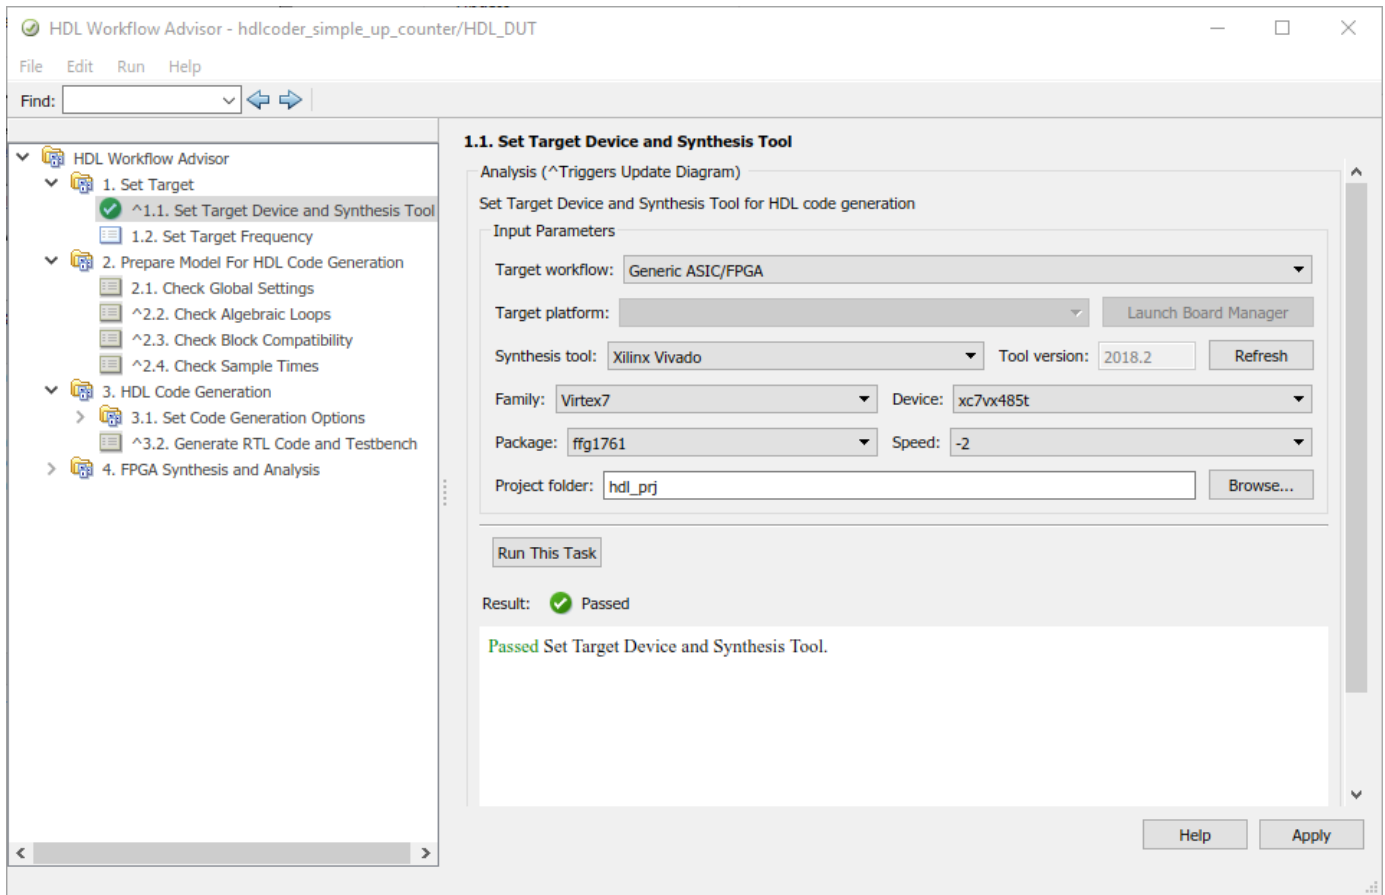 HDL Workflow Advisor - hdlcoder_simple_up_counter/HDL_DUT
File Edit Run Help
Find:
HDL Workflow Advisor
1. Set Target
^1.1. Set Target Device and Synthesis Tool
1.2. Set Target Frequency
2. Prepare Model For HDL Code Generation
2.1. Check Global Settings
^2.2. Check Algebraic Loops
^2.3. Check Block Compatibility
^2.4. Check Sample Times
3. HDL Code Generation
3.1. Set Code Generation Options
^3.2. Generate RTL Code and Testbench
4. FPGA Synthesis and Analysis
1.1. Set Target Device and Synthesis Tool
Analysis (^Triggers Update Diagram)
Set Target Device and Synthesis Tool for HDL code generation
Input Parameters
Target workflow: Generic ASIC/FPGA
Target platform: Launch Board Manager
Synthesis tool: Xilinx Vivado Tool version: 2018.2 Refresh
Family: Virtex7 Device: xc7vx485t
Package: ffg1761 Speed: -2
Project folder: hdl_prj Browse...
Run This Task
Result: Passed
Passed Set Target Device and Synthesis Tool.
Help Apply